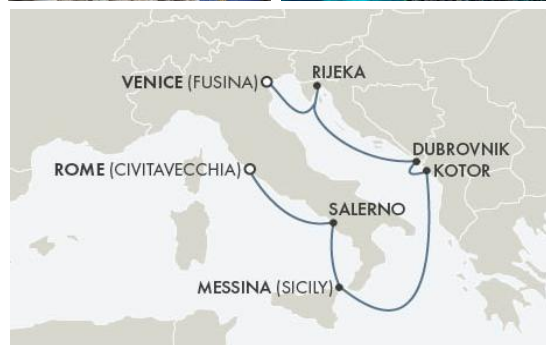 VENICE (FUSINA)
RIJEKA
DUBROVNIK
KOTOR
ROME (CIVITAVECCHIA)
SALERNO
MESSINA (SICILY)